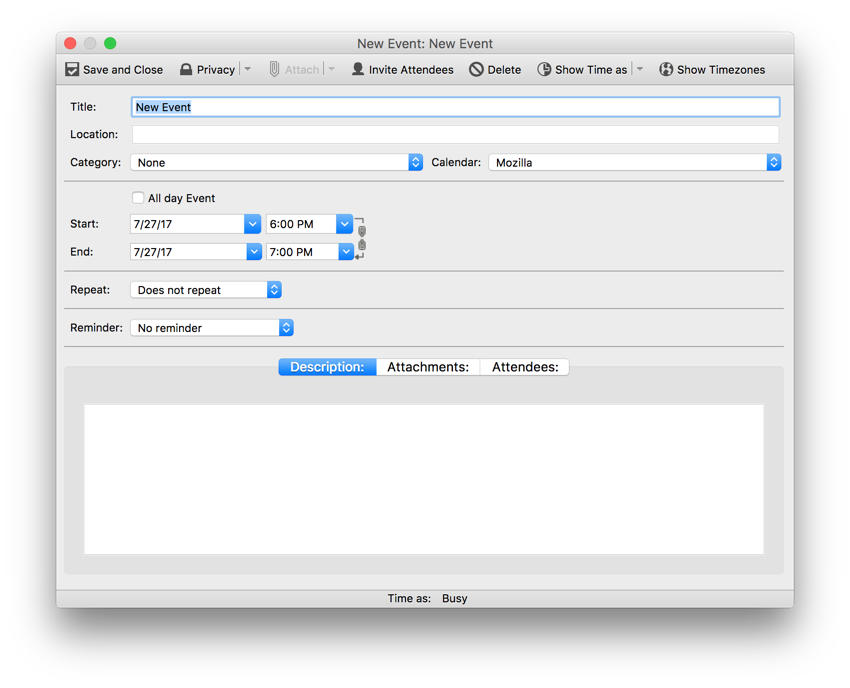 New Event: New Event
Save and Close Privacy Attach Invite Attendees Delete Show Time as Show Timezones
Title: New Event
Location:
Category: None Calendar: Mozilla
All day Event
Start: 7/27/17 6:00 PM
End: 7/27/17 7:00 PM
Repeat: Does not repeat
Reminder: No reminder
Description: Attachments: Attendees:
Time as: Busy